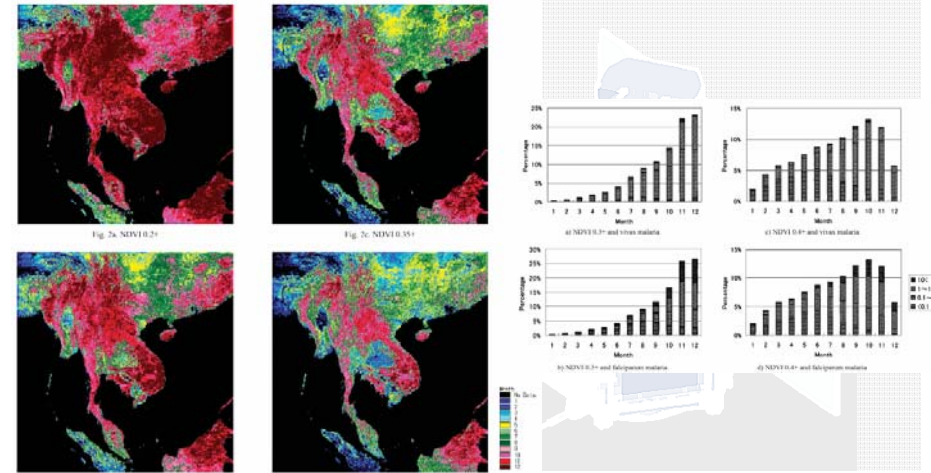 Fig. 2a. NDVI 0.2+
Fig. 2c. NDVI 0.35+
Month
No Data
25%
20%
15%
10%
5%
0%
Percentage
1 2 3 4 5 6 7 8 9 10 11 12
Month
a) NDVI 0.3+ and vivax malaria
15%
10%
5%
0%
Percentage
1 2 3 4 5 6 7 8 9 10 11 12
Month
c) NDVI 0.4+ and vivax malaria
30%
25%
20%
15%
10%
5%
0%
Percentage
1 2 3 4 5 6 7 8 9 10 11 12
Month
b) NDVI 0.3+ and falciparum malaria
15%
10%
5%
0%
Percentage
1 2 3 4 5 6 7 8 9 10 11 12
Month
d) NDVI 0.4+ and falciparum malaria